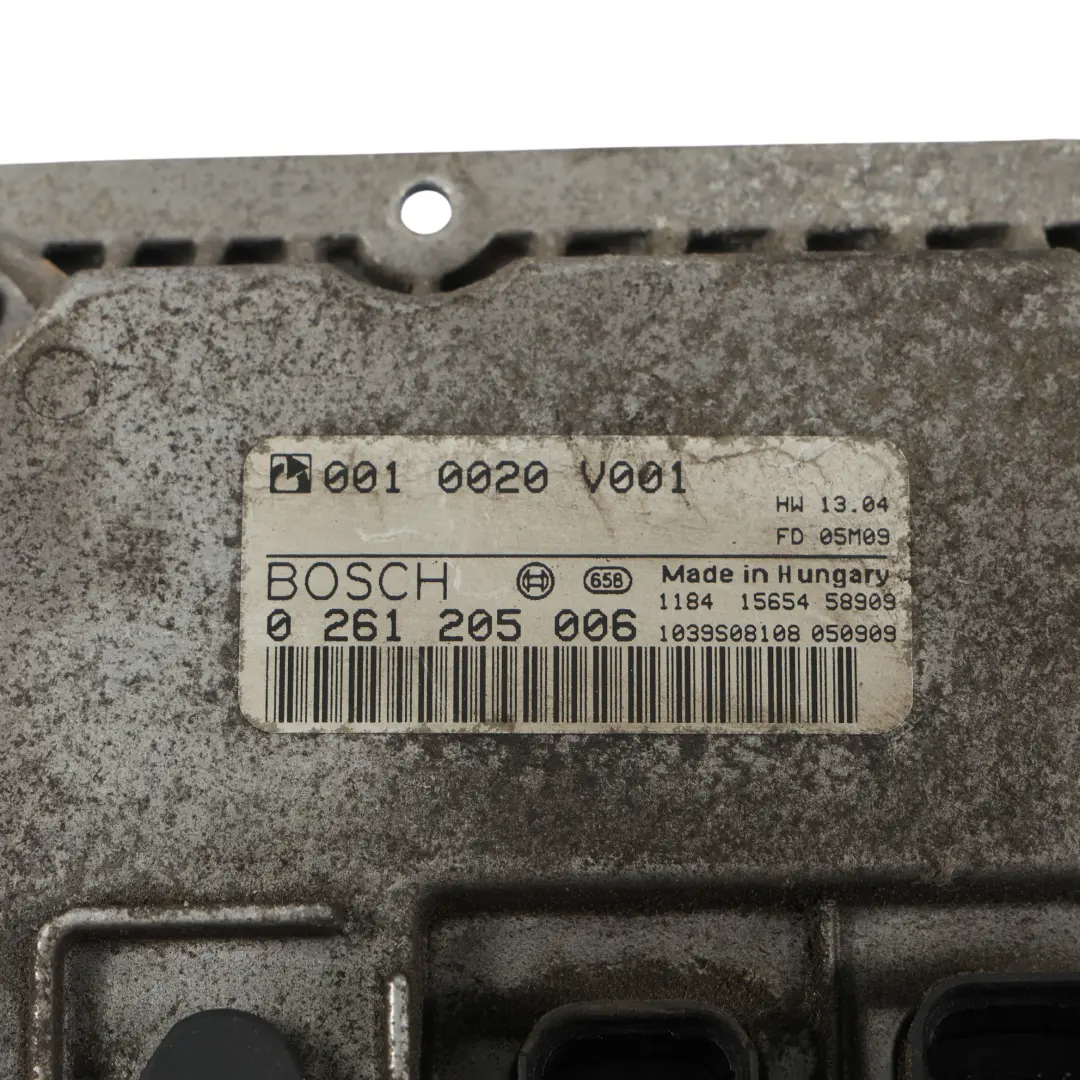 001 0020 V001
HW 13.04
FD 05M09
BOSCH 658 Made in Hungary
1184 15654 58909
0 261 205 006 1039S08108 050909